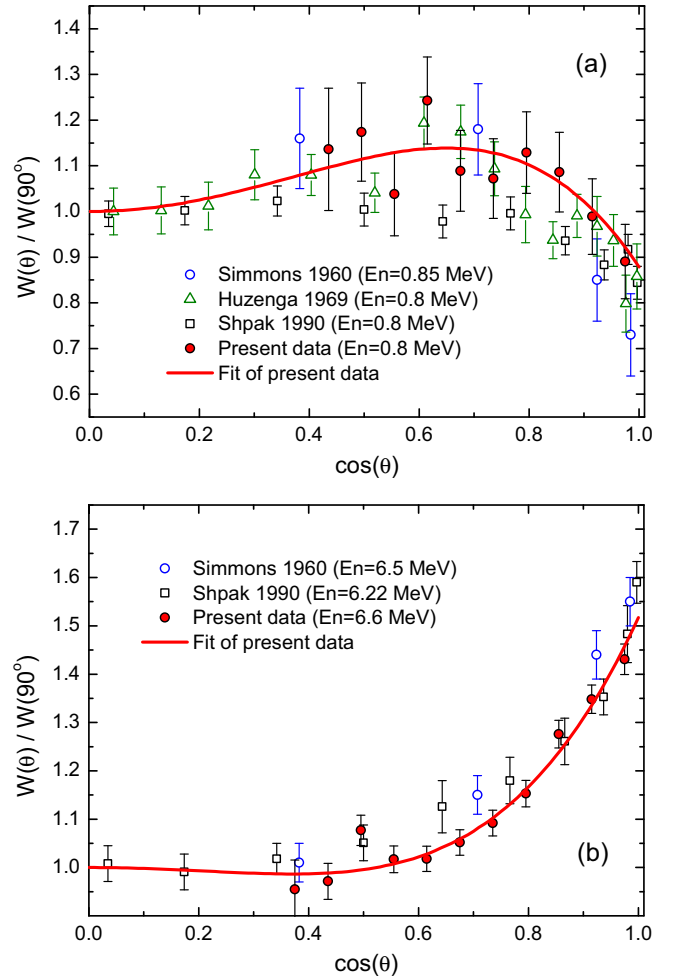 1.4
1.3
1.2
1.1
1.0
0.9
0.8
0.7
0.6
W(θ) / W(90°)
(a)
Simmons 1960 (En=0.85 MeV)
Huzenga 1969 (En=0.8 MeV)
Shpak 1990 (En=0.8 MeV)
Present data (En=0.8 MeV)
Fit of present data
0.0 0.2 0.4 0.6 0.8 1.0
cos(θ)
1.7
1.6
1.5
1.4
1.3
1.2
1.1
1.0
0.9
W(θ) / W(90°)
Simmons 1960 (En=6.5 MeV)
Shpak 1990 (En=6.22 MeV)
Present data (En=6.6 MeV)
Fit of present data
(b)
0.0 0.2 0.4 0.6 0.8 1.0
cos(θ)